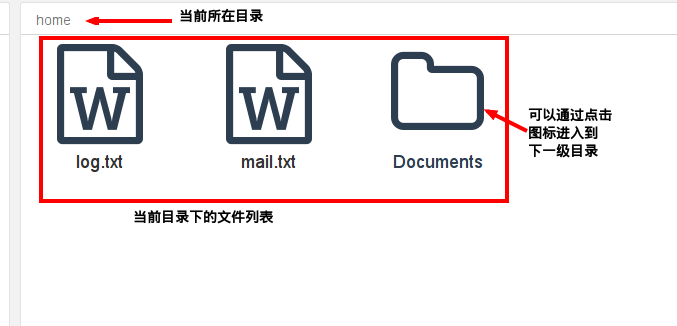 home
当前所在目录
W
W
log.txt
mail.txt
Documents
可以通过点击
图标进入到
下一级目录
当前目录下的文件列表